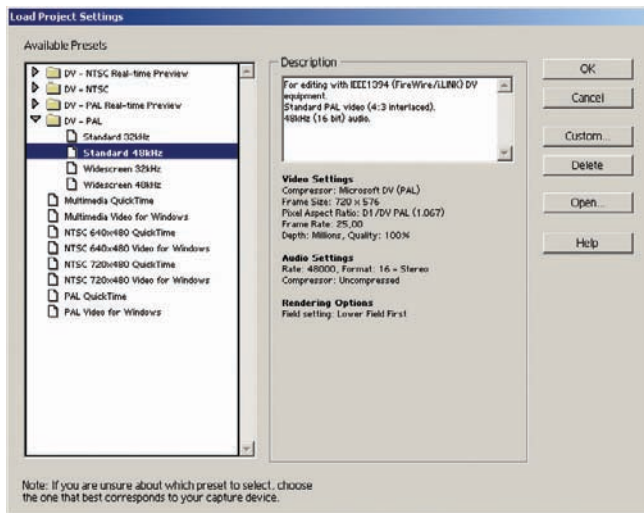 Load Project Settings
Available Presets
DV - NTSC Real-time Preview
DV - NTSC
DV - PAL Real-time Preview
DV - PAL
Standard 32kHz
Standard 48kHz
Widescreen 32kHz
Widescreen 48kHz
Multimedia QuickTime
Multimedia Video for Windows
NTSC 640x480 QuickTime
NTSC 640x480 Video for Windows
NTSC 720x480 QuickTime
NTSC 720x480 Video for Windows
PAL QuickTime
PAL Video for Windows
Description
For editing with IEEE1394 (FireWire/i.LINK) DV
equipment.
Standard PAL video (4:3 interlaced).
48kHz (16 bit) audio.
Video Settings
Compressor: Microsoft DV (PAL)
Frame Size: 720 x 576
Pixel Aspect Ratio: D1/DV PAL (1.067)
Frame Rate: 25,00
Depth: Millions, Quality: 100%
Audio Settings
Rate: 48000, Format: 16 - Stereo
Compressor: Uncompressed
Rendering Options
Field setting: Lower Field First
OK
Cancel
Custom...
Delete
Open...
Help
Note: If you are unsure about which preset to select, choose
the one that best corresponds to your capture device.